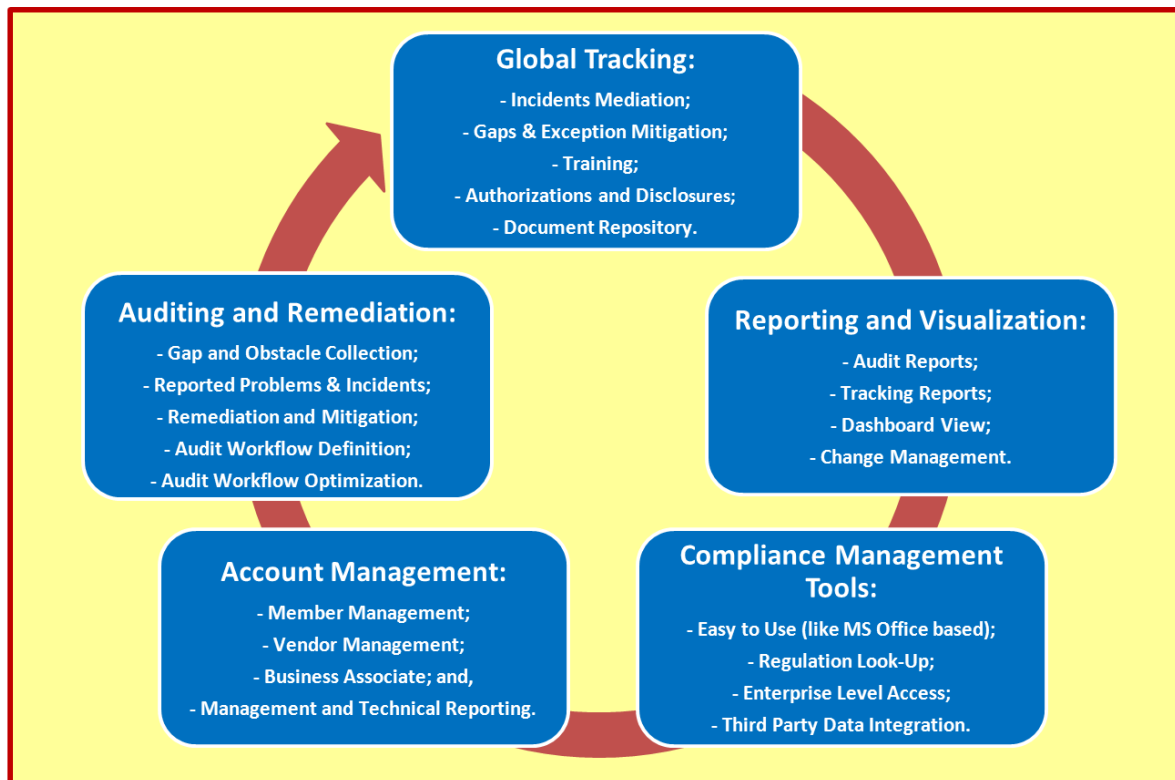 Global Tracking:
- Incidents Mediation;
- Gaps & Exception Mitigation;
- Training;
- Authorizations and Disclosures;
- Document Repository.
Reporting and Visualization:
- Audit Reports;
- Tracking Reports;
- Dashboard View;
- Change Management.
Compliance Management
Tools:
- Easy to Use (like MS Office based);
- Regulation Look-Up;
- Enterprise Level Access;
- Third Party Data Integration.
Account Management:
- Member Management;
- Vendor Management;
- Business Associate; and,
- Management and Technical Reporting.
Auditing and Remediation:
- Gap and Obstacle Collection;
- Reported Problems & Incidents;
- Remediation and Mitigation;
- Audit Workflow Definition;
- Audit Workflow Optimization.